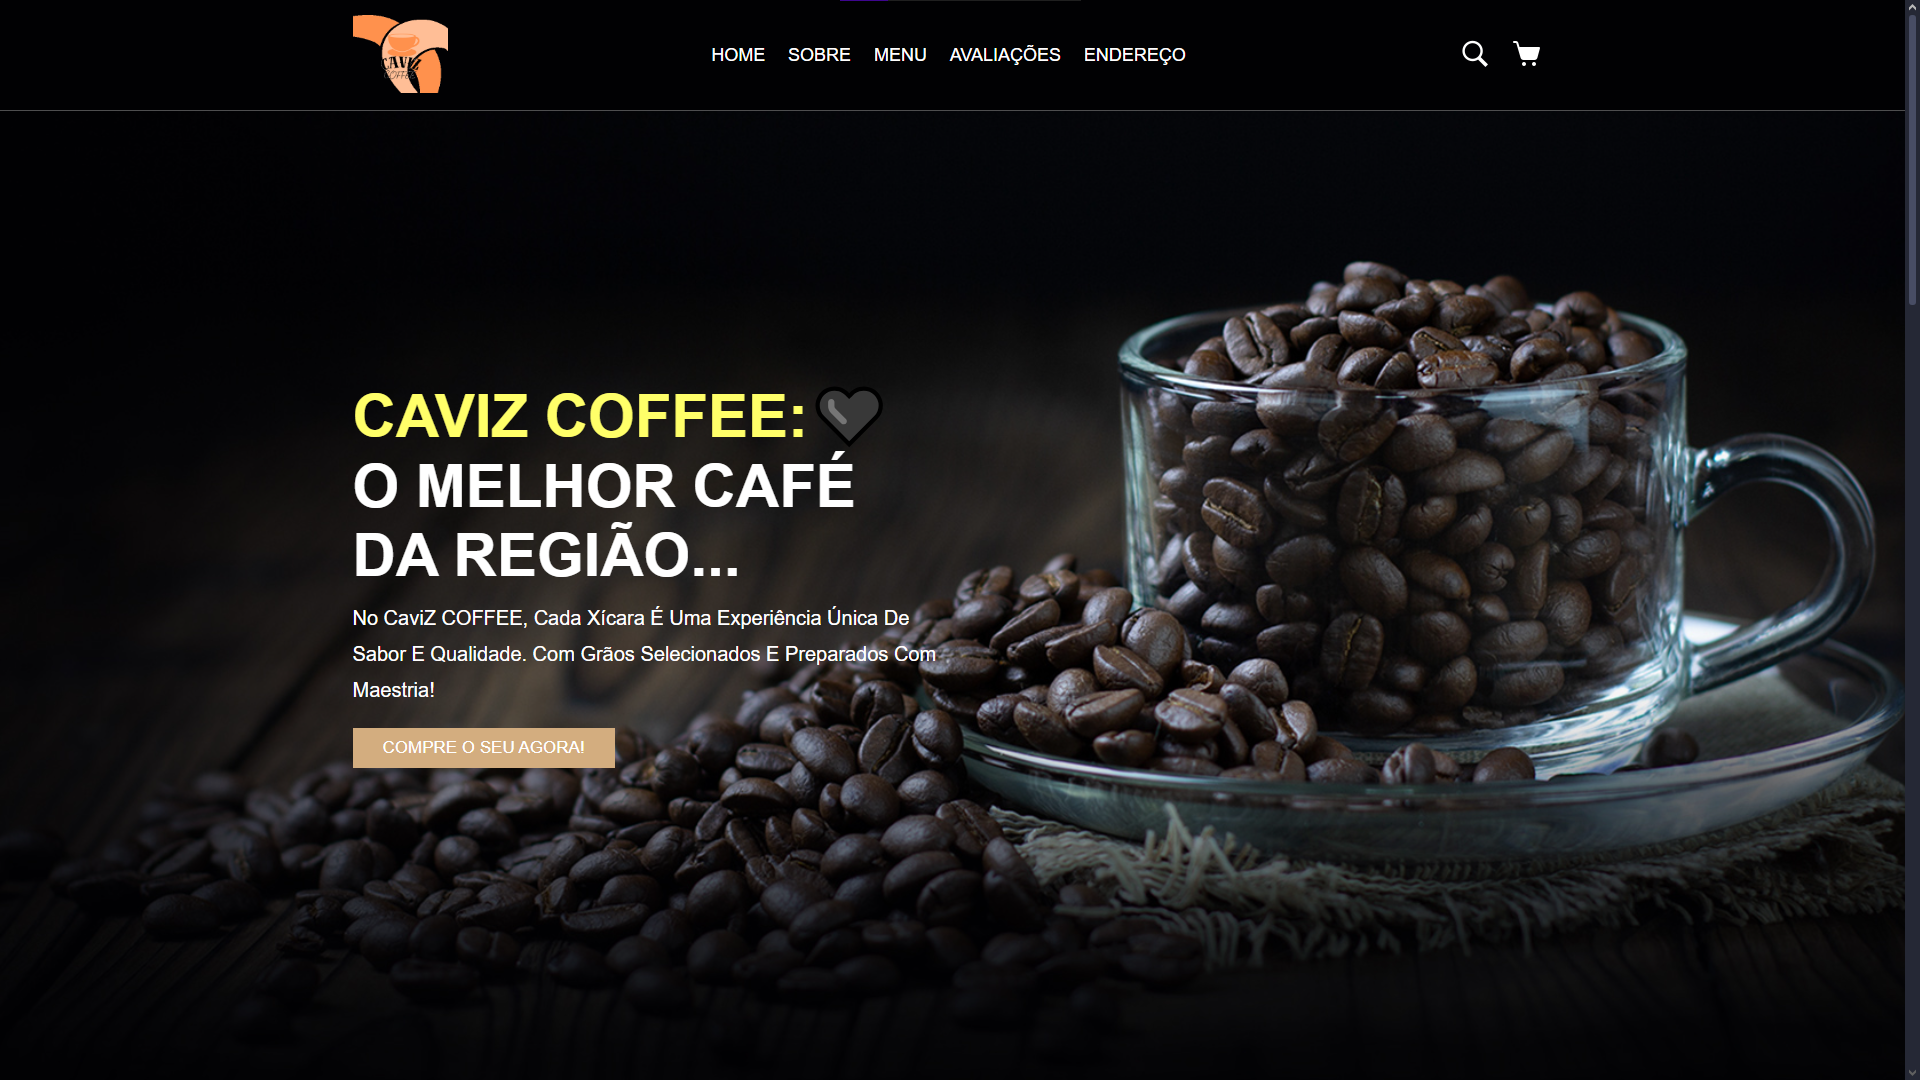 CAVIZ
COFFEE
HOME SOBRE MENU AVALIAÇÕES ENDEREÇO
CAVIZ COFFEE:
O MELHOR CAFÉ
DA REGIÃO...
No CaviZ COFFEE, Cada Xícara É Uma Experiência Única De
Sabor E Qualidade. Com Grãos Selecionados E Preparados Com
Maestria!
COMPRE O SEU AGORA!